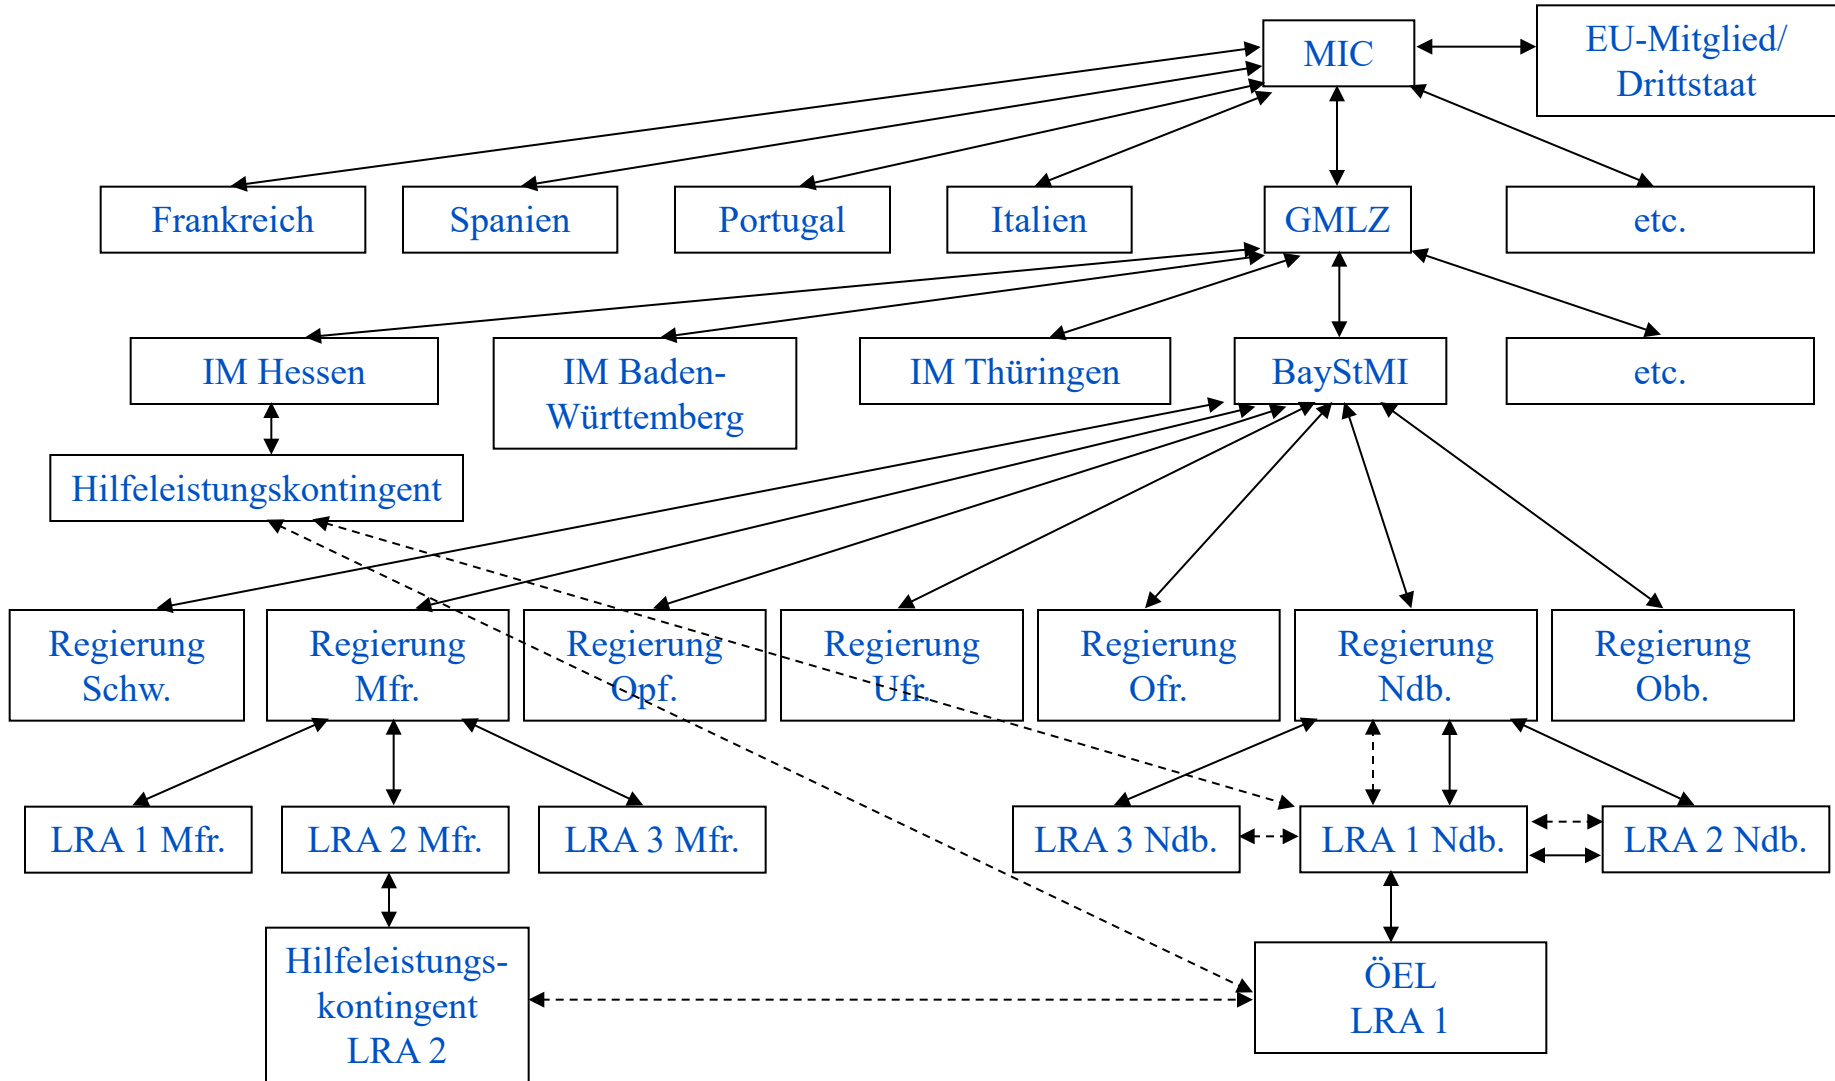 MIC
EU-Mitglied/
Drittstaat
Frankreich
Spanien
Portugal
Italien
GMLZ
etc.
IM Hessen
IM Baden-
Württemberg
IM Thüringen
BayStMI
etc.
Hilfeleistungskontingent
Regierung
Schw.
Regierung
Mfr.
Regierung
Opf.
Regierung
Ufr.
Regierung
Ofr.
Regierung
Ndb.
Regierung
Obb.
LRA 1 Mfr.
LRA 2 Mfr.
LRA 3 Mfr.
LRA 3 Ndb.
LRA 1 Ndb.
LRA 2 Ndb.
Hilfeleistungs-
kontingent
LRA 2
ÖEL
LRA 1